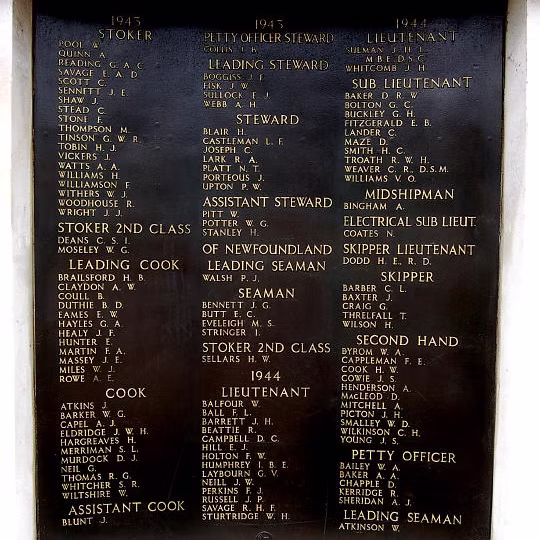 1943
STOKER
POOL W.
QUINN A.
READING G. A. C.
SAVAGE E. A. D.
SCOTT C.
SENNETT J. E.
SHAW J.
STEAD C.
STONE F.
THOMPSON M.
TINSON G. W. R.
TOBIN H. J.
VICKERS J.
WATTS A. A.
WILLIAMS H.
WILLIAMSON F.
WITHERS W. J.
WOODHOUSE R.
WRIGHT J. J.
STOKER 2ND CLASS
DEANS C. S. I.
MOSELEY W. G.
LEADING COOK
BRAILSFORD H. B.
CLAYDON A. W.
COULL B.
DUTHIE B. D.
EAMES E. W.
HAYLES G. A.
HEALY J. F.
HUNTER E.
MARTIN F. A.
MASSEY J. E.
MILES W. J.
ROWE A. E.
COOK
ATKINS J.
BARKER W. G.
CAPEL A. J.
ELDRIDGE J. W. H.
HARGREAVES H.
MERRIMAN S. L.
MURDOCK D. J.
NEIL G.
THOMAS R. G.
WHITCHER S. R.
WILTSHIRE W.
ASSISTANT COOK
BLUNT J.
1943
PETTY OFFICER STEWARD
COLLIS J. R.
LEADING STEWARD
BOGGISS J. F.
FISK J. W.
SULLOCK E. J.
WEBB A. H.
STEWARD
BLAIR H.
CASTLEMAN L. F.
JOSEPH C.
LARK R. A.
PLATT N. T.
PORTEOUS J.
UPTON P. W.
ASSISTANT STEWARD
PITT W.
POTTER W. G.
STANLEY H.
OF NEWFOUNDLAND
LEADING SEAMAN
WALSH P. J.
SEAMAN
BENNETT J. G.
BUTT E. C.
EVELEIGH M. S.
STRINGER I.
STOKER 2ND CLASS
SELLARS H. W.
1944
LIEUTENANT
BALFOUR W.
BALL F. L.
BARRETT J. H.
BEATTIE R.
CAMPBELL D. C.
HILL E. J.
HOLTON F. W.
HUMPHREY I. B. E.
LAYBOURN G. V.
NEILL J. W.
PERKINS F. J.
RUSSELL J. P.
SAVAGE R. H. F.
STURTRIDGE W. H.
1944
LIEUTENANT
SULMAN J. H. L.
M.B.E. D.S.C.
WHITCOMB J. H.
SUB LIEUTENANT
BAKER D. R. W.
BOLTON G. C.
BUCKLEY G. H.
FITZGERALD E. B.
LANDER C.
MAZE D.
SMITH H. C.
TROATH R. W. H.
WEAVER C. R., D.S.M.
WILLIAMS V. O.
MIDSHIPMAN
BINGHAM A.
ELECTRICAL SUB LIEUT.
COATES N.
SKIPPER LIEUTENANT
DODD H. E., R. D.
SKIPPER
BARBER C. L.
BAXTER J.
CRAIG G.
THRELFALL T.
WILSON H.
SECOND HAND
BYROM W. A.
CAPPLEMAN F. E.
COOK H. W.
COWIE J. S.
HENDERSON A.
MacLEOD D.
MITCHELL A.
PICTON J. H.
SMALLEY W. D.
WILKINSON C. H.
YOUNG J. S.
PETTY OFFICER
BAILEY W. A.
BAKER A. A.
CHAPPLE D.
KERRIDGE R.
SHERIDAN A. J.
LEADING SEAMAN
ATKINSON W.